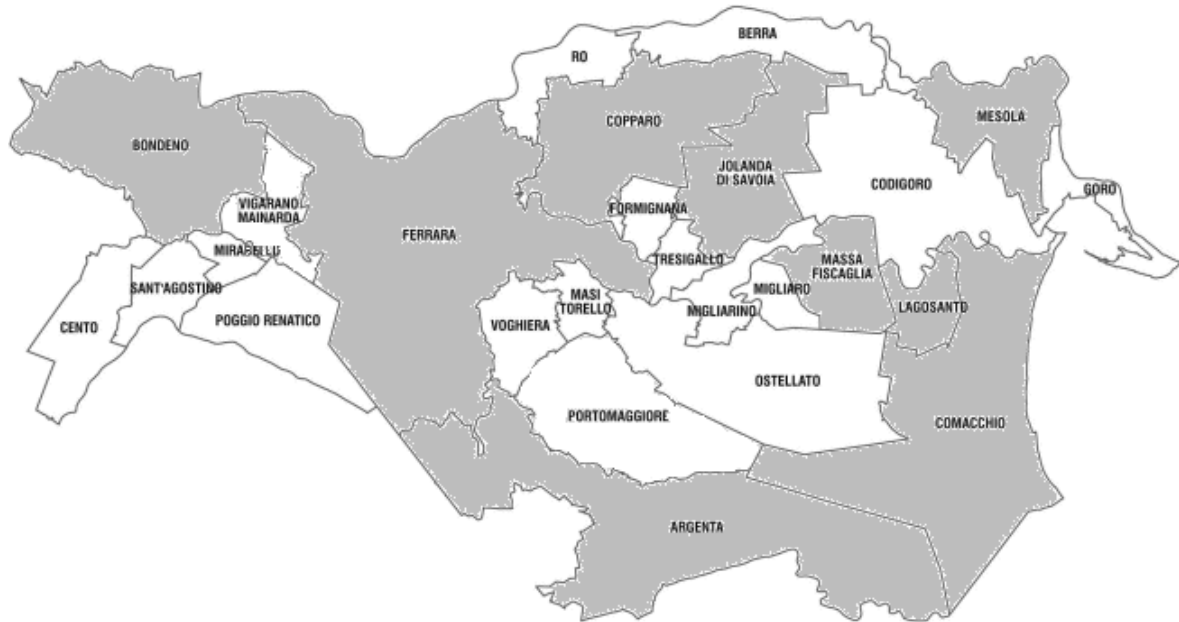 BERRA
RO
MESOLA
COPPARO
BONDENO
JOLANDA
DI SAVOIA
CODIGORO
GORO
VIGARANO
MAINARDA
FORMIGNANA
FERRARA
MIRABELLO
TRESIGALLO
MASSA
FISCAGLIA
SANT'AGOSTINO
MASI
TORELLO
MIGLIARO
LAGOSANTO
CENTO
POGGIO RENATICO
VOGHIERA
MIGLIARINO
OSTELLATO
PORTOMAGGIORE
COMACCHIO
ARGENTA